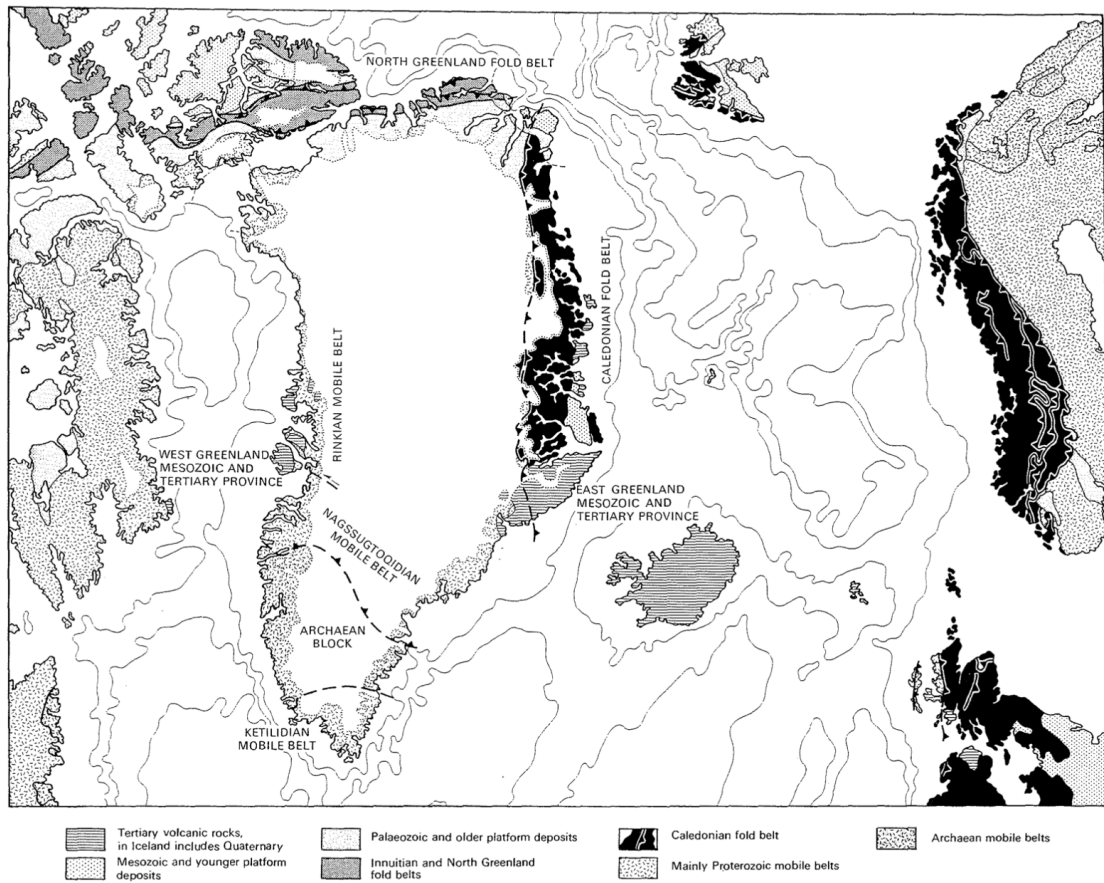 NORTH GREENLAND FOLD BELT
CALEDONIAN FOLD BELT
RINKIAN MOBILE BELT
WEST GREENLAND
MESOZOIC AND
TERTIARY PROVINCE
EAST GREENLAND
MESOZOIC AND
TERTIARY PROVINCE
NAGSSUGTOQIDIAN
MOBILE BELT
ARCHAEAN
BLOCK
KETILIDIAN
MOBILE BELT
Tertiary volcanic rocks,
in Iceland includes Quaternary
Mesozoic and younger platform
deposits
Palaeozoic and older platform deposits
Innuitian and North Greenland
fold belts
Caledonian fold belt
Mainly Proterozoic mobile belts
Archaean mobile belts